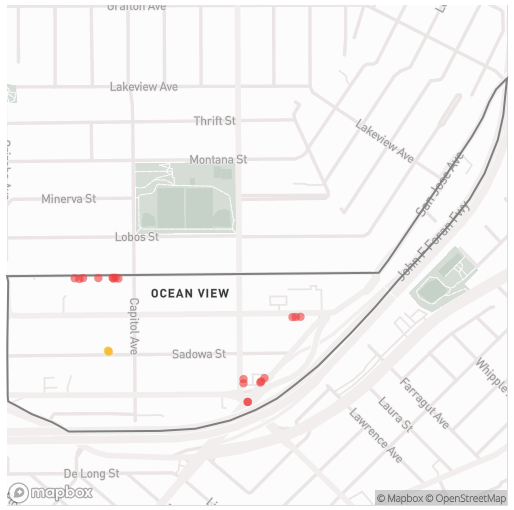 Grafton Ave
Lakeview Ave
Thrift St
Lakeview Ave
Montana St
San Jose Ave
Minerva St
John F Foran Fwy
Lobos St
OCEAN VIEW
Capitol Ave
Sadowa St
Whipple
Farragut Ave
Laura St
Lawrence Ave
De Long St
mapbox
© Mapbox © OpenStreetMap